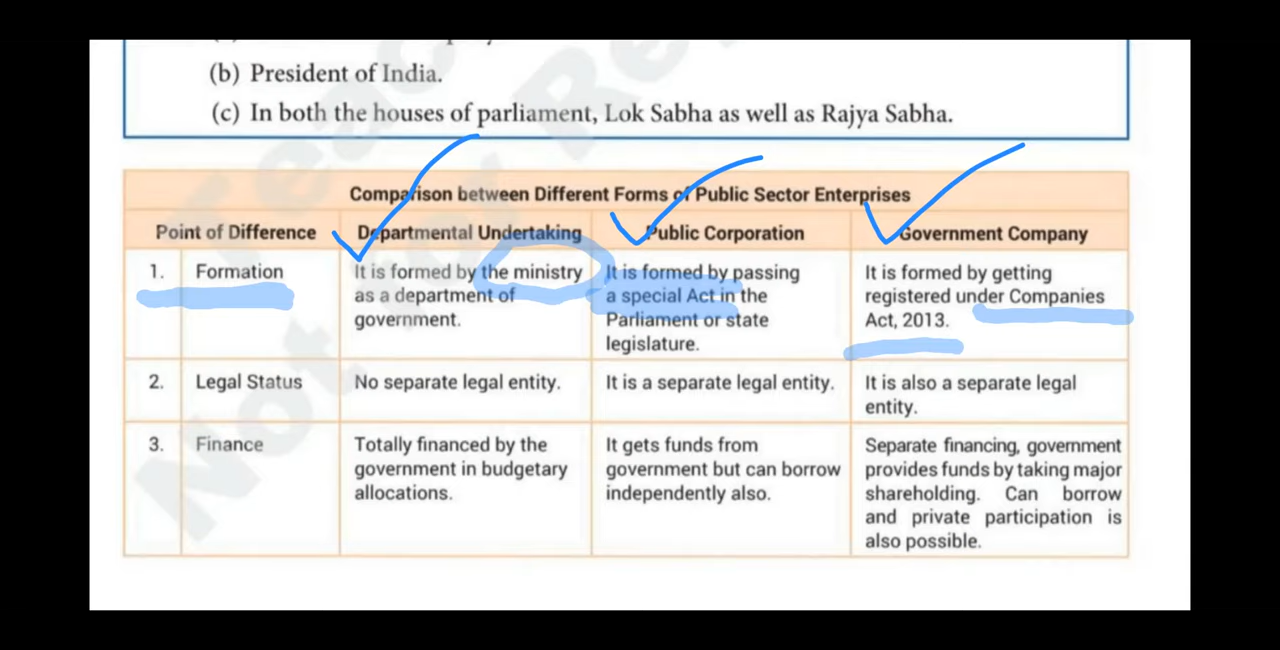 (b) President of India.
(c) In both the houses of parliament, Lok Sabha as well as Rajya Sabha.
Comparison between Different Forms of Public Sector Enterprises
Point of Difference Departmental Undertaking Public Corporation Government Company
1. Formation
It is formed by the ministry
as a department of
government.
It is formed by passing
a special Act in the
Parliament or state
legislature.
It is formed by getting
registered under Companies
Act, 2013.
2. Legal Status
No separate legal entity.
It is a separate legal entity.
It is also a separate legal
entity.
3. Finance
Totally financed by the
government in budgetary
allocations.
It gets funds from
government but can borrow
independently also.
Separate financing, government
provides funds by taking major
shareholding. Can borrow
and private participation is
also possible.